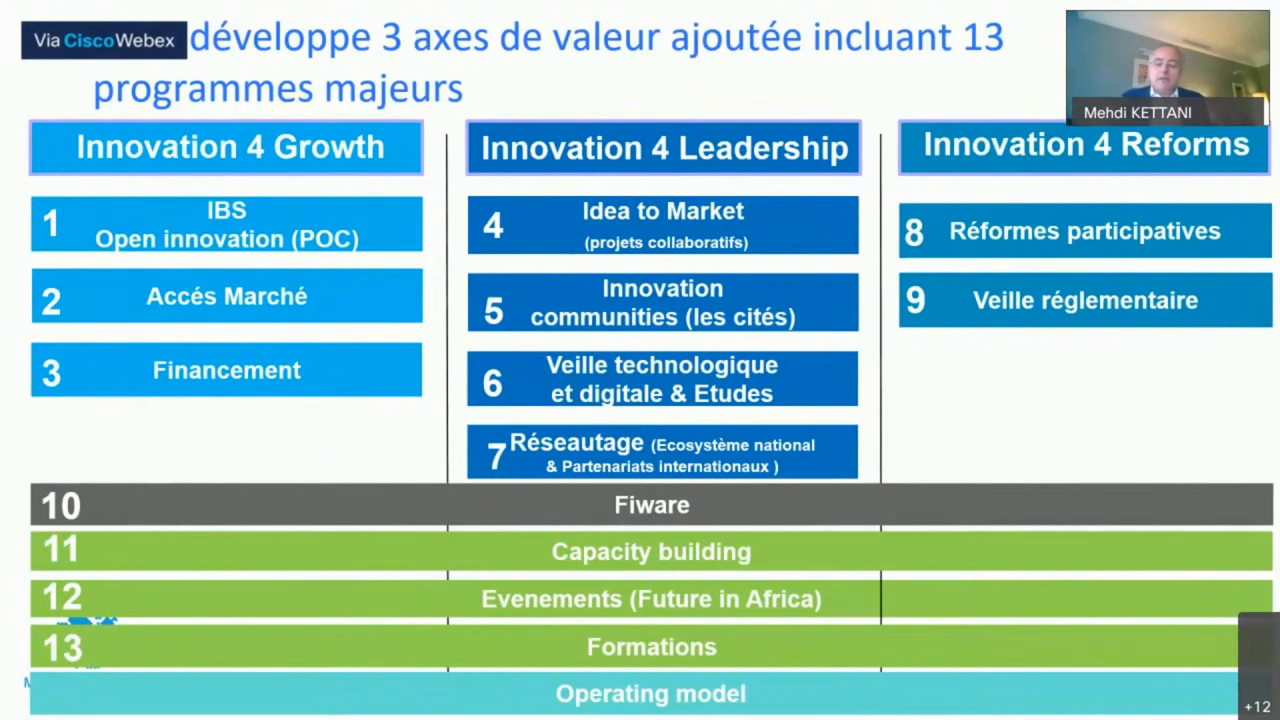 Via Cisco Webex
développe 3 axes de valeur ajoutée incluant 13
programmes majeurs
Mehdi KETTANI
Innovation 4 Growth
Innovation 4 Leadership
Innovation 4 Reforms
1
IBS
Open innovation (POC)
2
Accés Marché
3
Financement
4
Idea to Market
(projets collaboratifs)
5
Innovation
communities (les cités)
6
Veille technologique
et digitale & Etudes
7
Réseautage (Ecosystème national
& Partenariats internationaux )
8
Réformes participatives
9
Veille réglementaire
10
Fiware
11
Capacity building
12
Evenements (Future in Africa)
13
Formations
Operating model
+12